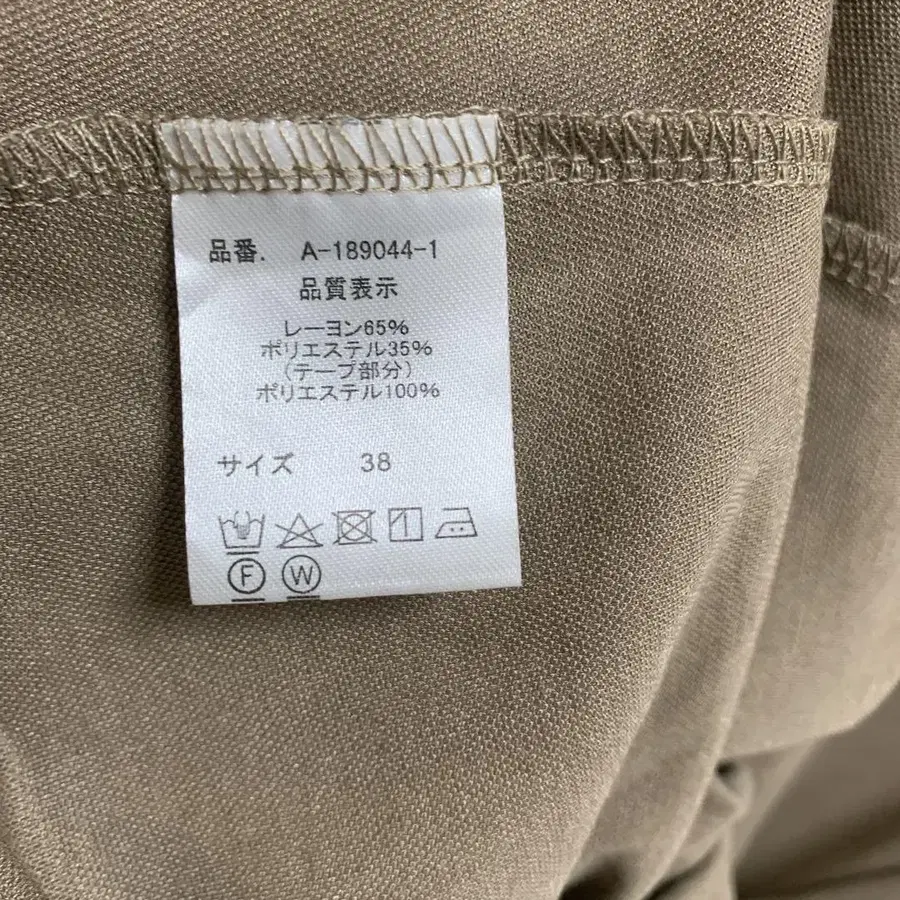 品番. A-189044-1
品質表示
レーヨン65%
ポリエステル35%
(テープ部分)
ポリエステル100%
サイズ 38
F W